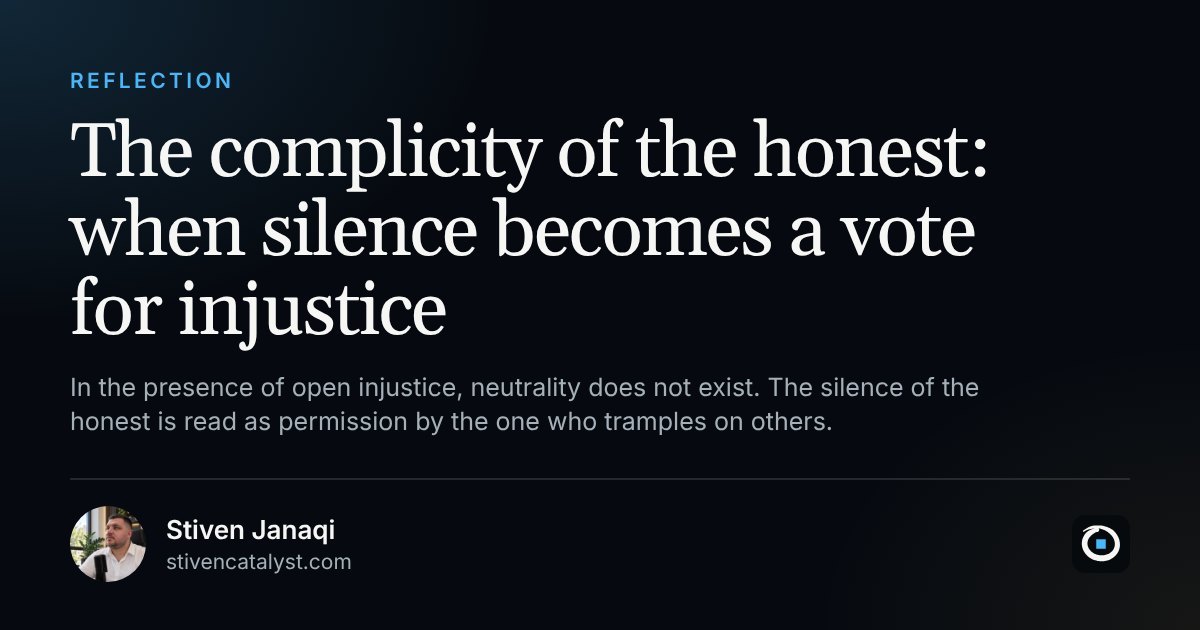 REFLECTION
The complicity of the honest:
when silence becomes a vote
for injustice
In the presence of open injustice, neutrality does not exist. The silence of the
honest is read as permission by the one who tramples on others.
Stiven Janaqi
stivencatalyst.com